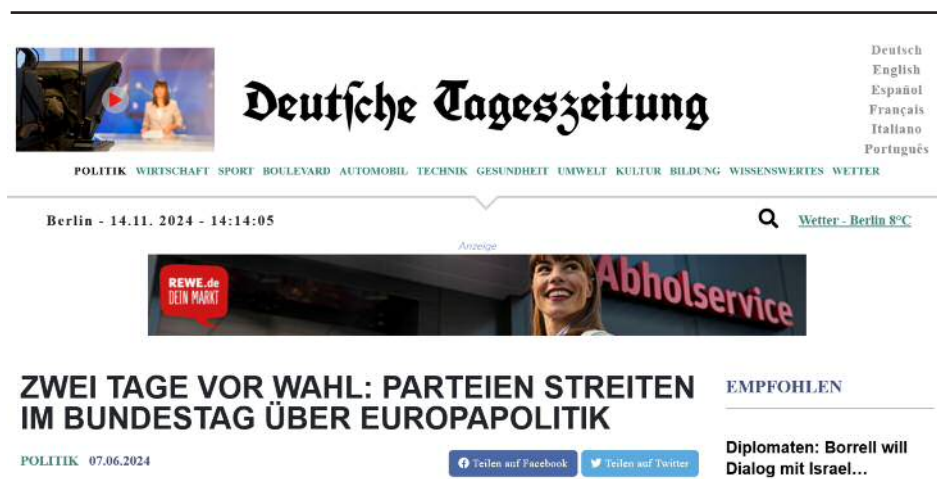 Deutsch
English
Español
Français
Italiano
Português
Deutſche Tageszeitung
POLITIK WIRTSCHAFT SPORT BOULEVARD AUTOMOBIL TECHNIK GESUNDHEIT UMWELT KULTUR BILDUNG WISSENSWERTES WETTER
Berlin - 14.11. 2024 - 14:14:05
Wetter - Berlin 8°C
Anzeige
REWE.de
DEIN MARKT
Abholservice
ZWEI TAGE VOR WAHL: PARTEIEN STREITEN
IM BUNDESTAG ÜBER EUROPAPOLITIK
POLITIK 07.06.2024
Teilen auf Facebook
Teilen auf Twitter
EMPFOHLEN
Diplomaten: Borrell will
Dialog mit Israel...